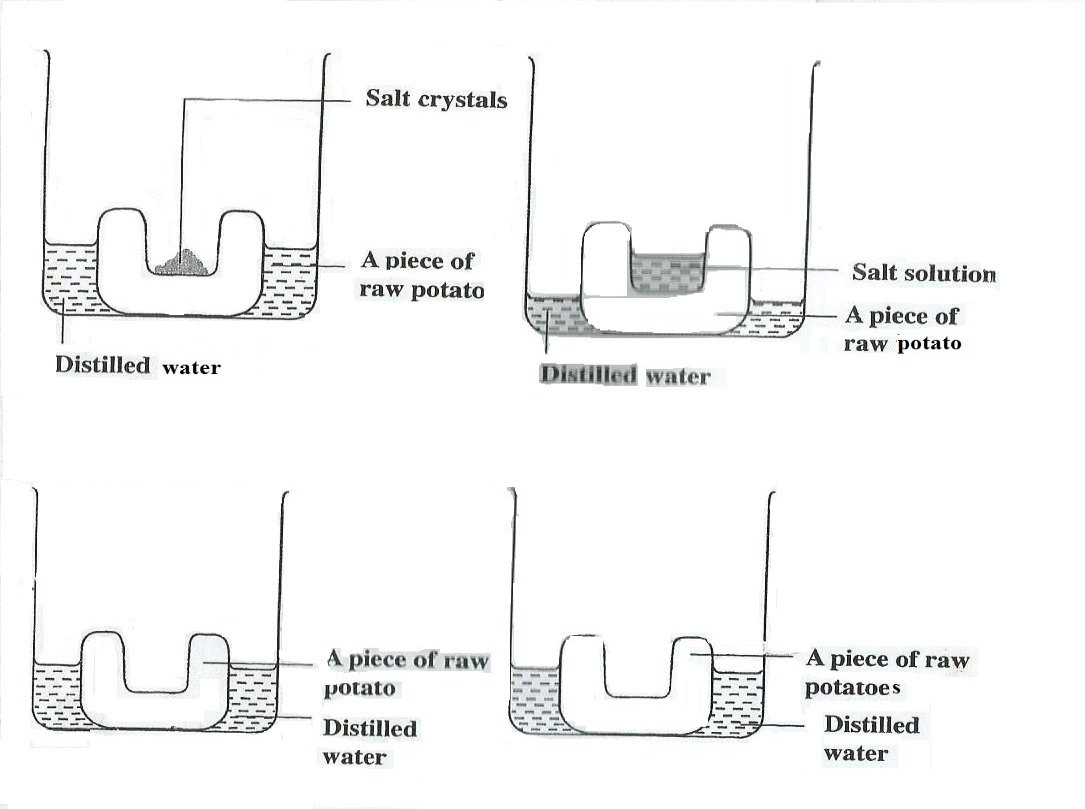 Salt crystals
A piece of
raw potato
Distilled water
Salt solution
A piece of
raw potato
Distilled water
A piece of raw
potato
Distilled
water
A piece of raw
potatoes
Distilled
water